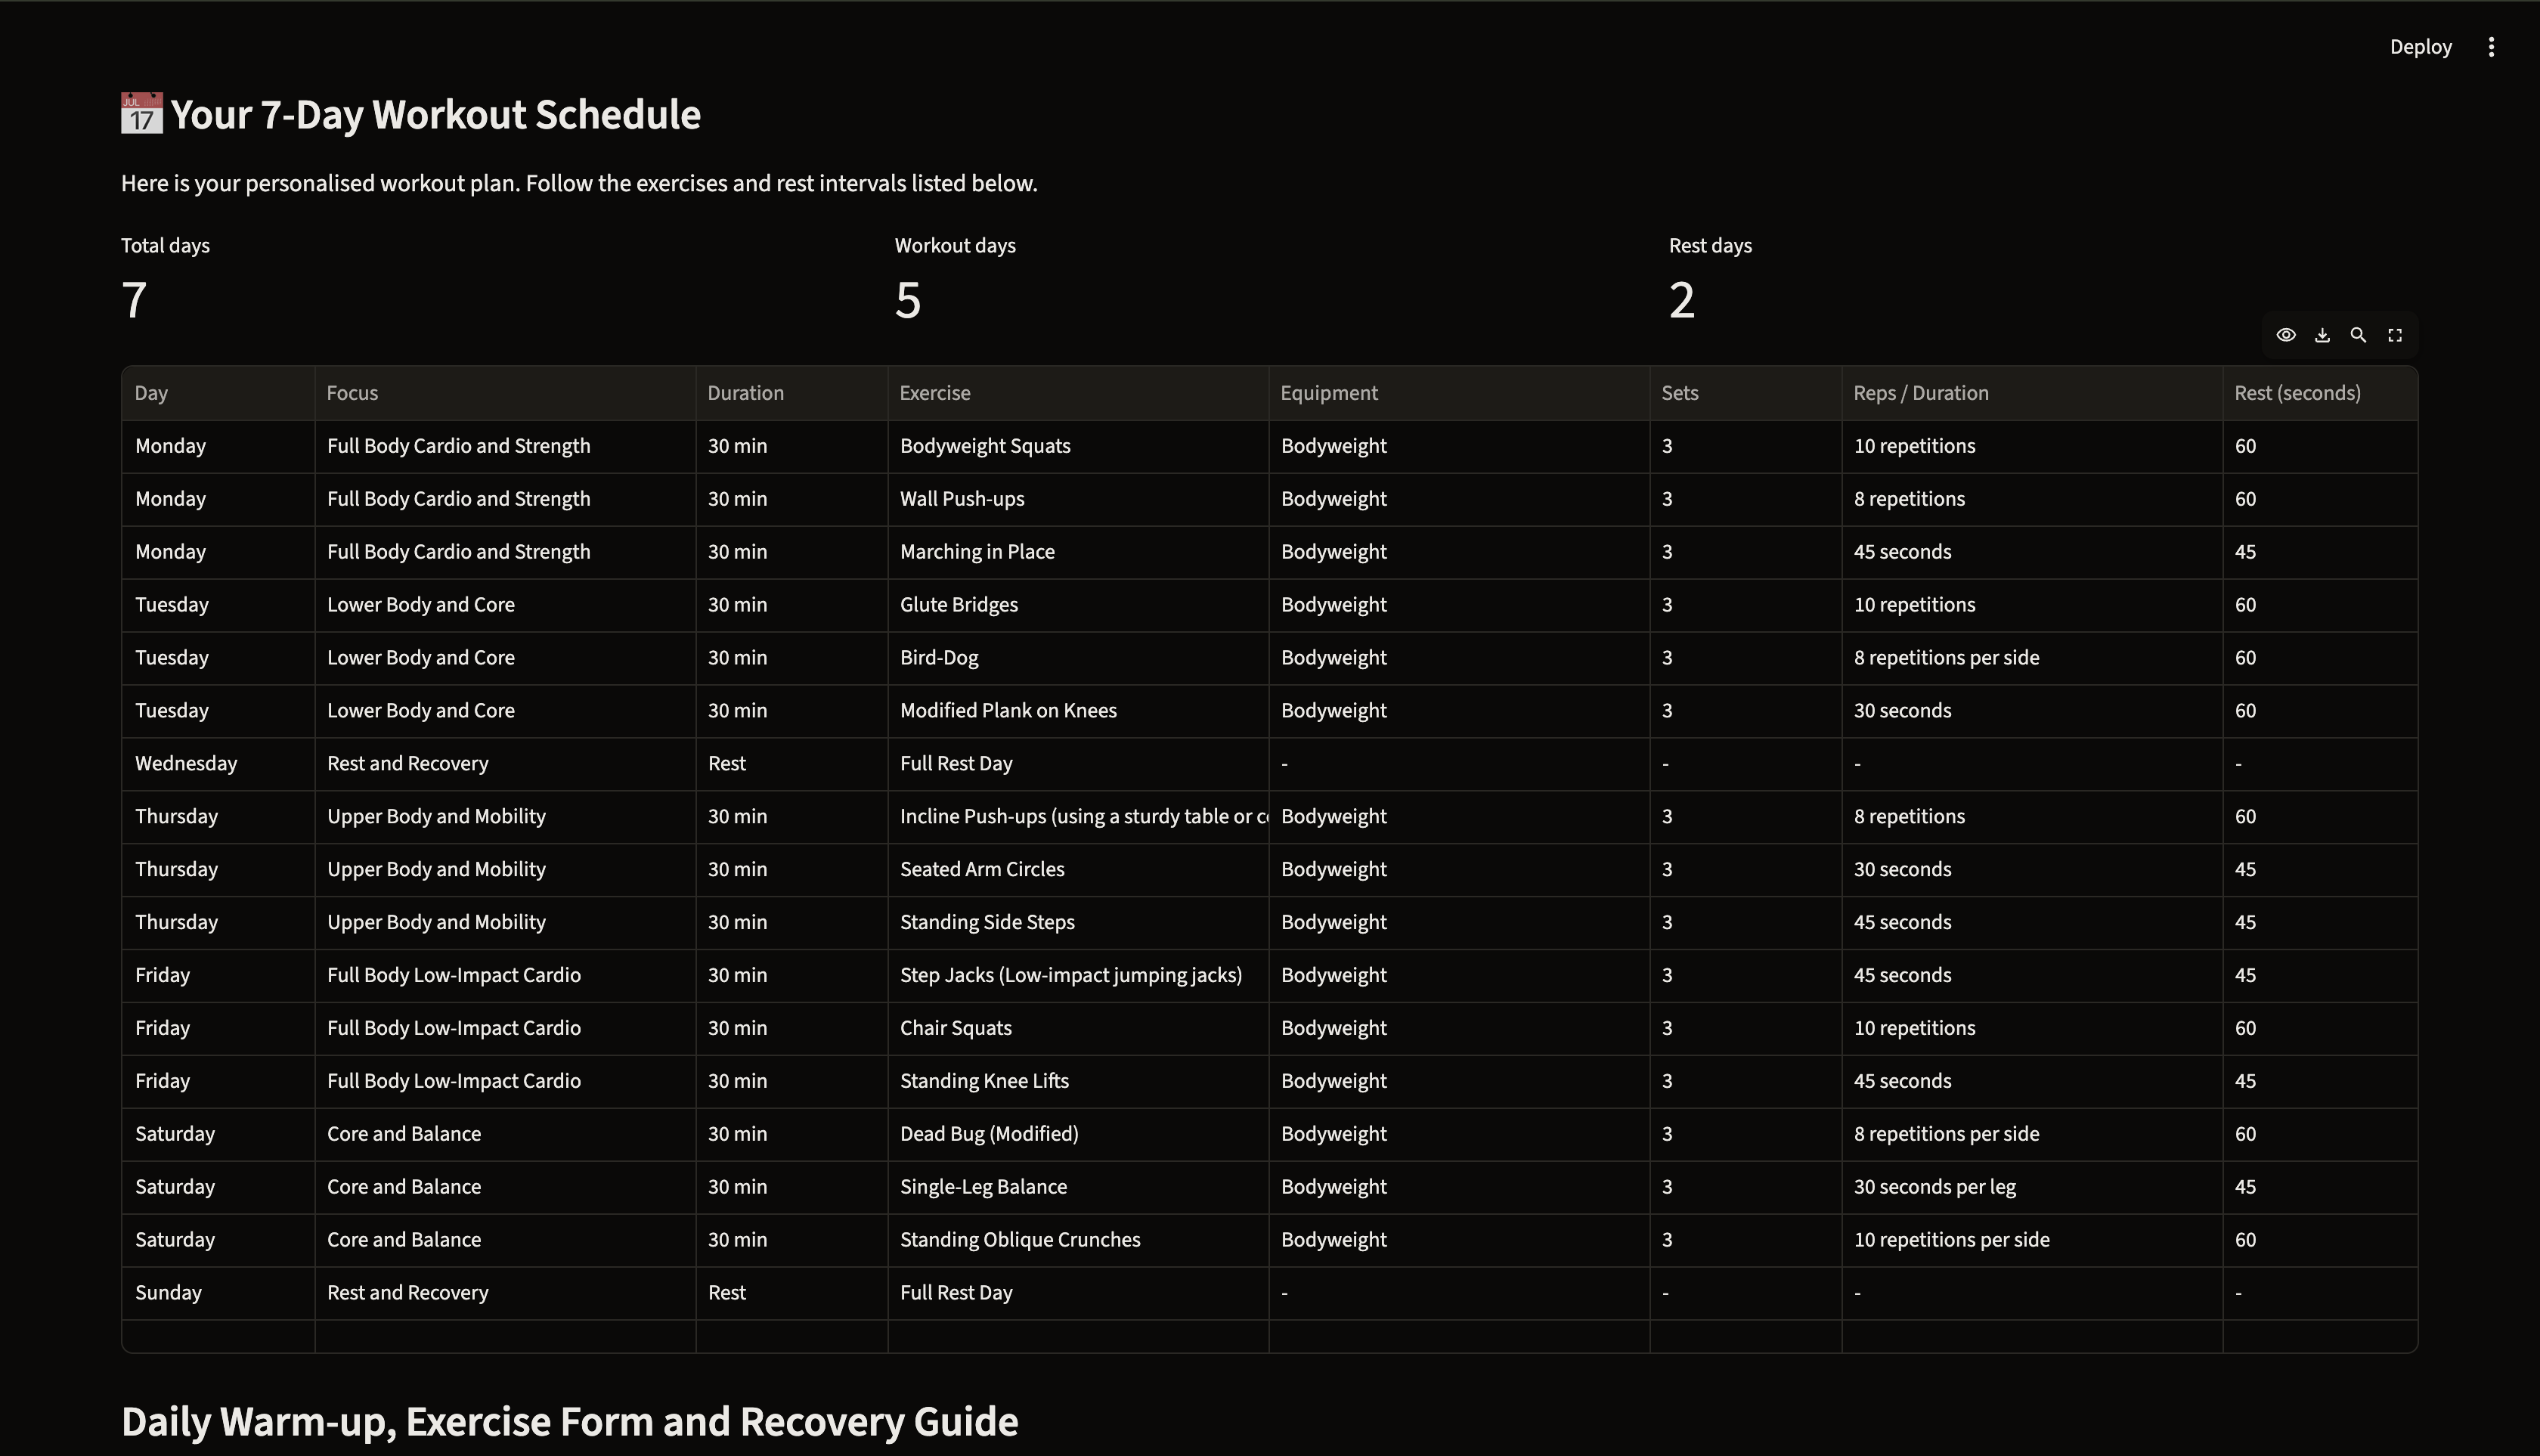 Deploy
JUL
17
Your 7-Day Workout Schedule
Here is your personalised workout plan. Follow the exercises and rest intervals listed below.
Total days Workout days Rest days
7 5 2
Day Focus Duration Exercise Equipment Sets Reps / Duration Rest (seconds)
Monday Full Body Cardio and Strength 30 min Bodyweight Squats Bodyweight 3 10 repetitions 60
Monday Full Body Cardio and Strength 30 min Wall Push-ups Bodyweight 3 8 repetitions 60
Monday Full Body Cardio and Strength 30 min Marching in Place Bodyweight 3 45 seconds 45
Tuesday Lower Body and Core 30 min Glute Bridges Bodyweight 3 10 repetitions 60
Tuesday Lower Body and Core 30 min Bird-Dog Bodyweight 3 8 repetitions per side 60
Tuesday Lower Body and Core 30 min Modified Plank on Knees Bodyweight 3 30 seconds 60
Wednesday Rest and Recovery Rest Full Rest Day - - - -
Thursday Upper Body and Mobility 30 min Incline Push-ups (using a sturdy table or Bodyweight 3 8 repetitions 60
Thursday Upper Body and Mobility 30 min Seated Arm Circles Bodyweight 3 30 seconds 45
Thursday Upper Body and Mobility 30 min Standing Side Steps Bodyweight 3 45 seconds 45
Friday Full Body Low-Impact Cardio 30 min Step Jacks (Low-impact jumping jacks) Bodyweight 3 45 seconds 45
Friday Full Body Low-Impact Cardio 30 min Chair Squats Bodyweight 3 10 repetitions 60
Friday Full Body Low-Impact Cardio 30 min Standing Knee Lifts Bodyweight 3 45 seconds 45
Saturday Core and Balance 30 min Dead Bug (Modified) Bodyweight 3 8 repetitions per side 60
Saturday Core and Balance 30 min Single-Leg Balance Bodyweight 3 30 seconds per leg 45
Saturday Core and Balance 30 min Standing Oblique Crunches Bodyweight 3 10 repetitions per side 60
Sunday Rest and Recovery Rest Full Rest Day - - - -
Daily Warm-up, Exercise Form and Recovery Guide